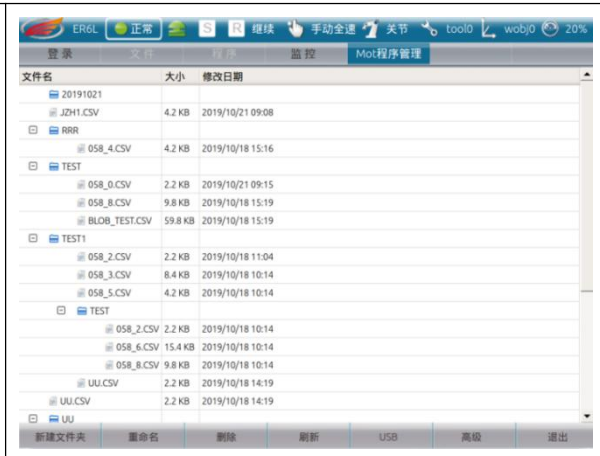 ER6L 正常 S R 继续 手动全速 关节 tool0 wobj0 20%
登录 文件 程序 监控 Mot程序管理
文件名 大小 修改日期
20191021
JZH1.CSV 4.2 KB 2019/10/21 09:08
RRR
058_4.CSV 4.2 KB 2019/10/18 15:16
TEST
058_0.CSV 2.2 KB 2019/10/21 09:15
058_8.CSV 9.8 KB 2019/10/18 15:19
BLOB_TEST.CSV 59.8 KB 2019/10/18 15:19
TEST1
058_2.CSV 2.2 KB 2019/10/18 11:04
058_3.CSV 8.4 KB 2019/10/18 10:14
058_5.CSV 4.2 KB 2019/10/18 10:14
TEST
058_2.CSV 2.2 KB 2019/10/18 10:14
058_6.CSV 15.4 KB 2019/10/18 10:14
058_8.CSV 9.8 KB 2019/10/18 10:14
UU.CSV 2.2 KB 2019/10/18 14:19
UU.CSV 2.2 KB 2019/10/18 14:19
UU
新建文件夹 重命名 删除 刷新 USB 高级 退出